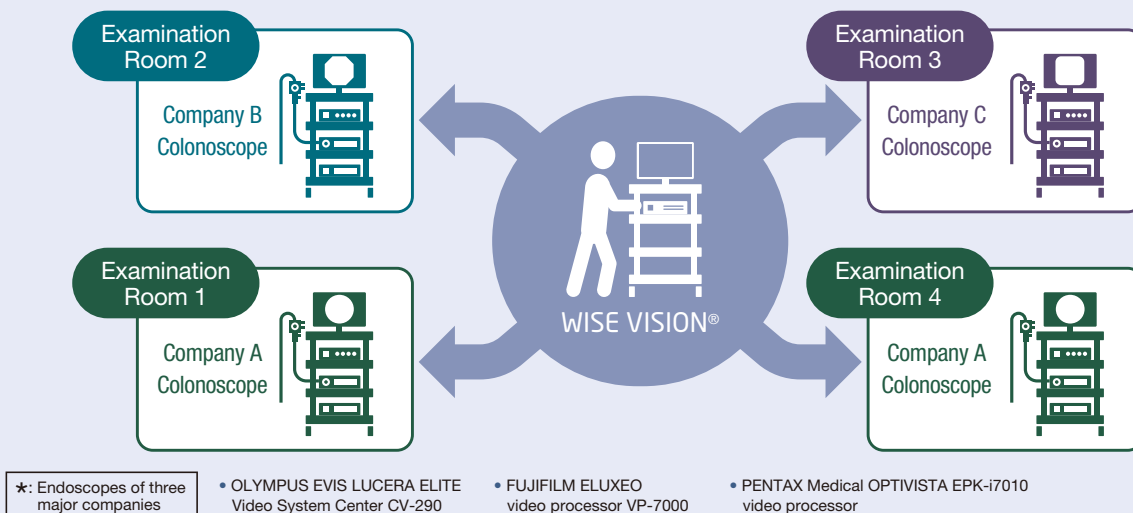 Examination
Room 2
Company B
Colonoscope
Examination
Room 3
Company C
Colonoscope
WISE VISION®
Examination
Room 1
Company A
Colonoscope
Examination
Room 4
Company A
Colonoscope
*: Endoscopes of three
major companies
• OLYMPUS EVIS LUCERA ELITE
Video System Center CV-290
• FUJIFILM ELUXEO
video processor VP-7000
• PENTAX Medical OPTIVISTA EPK-i7010
video processor